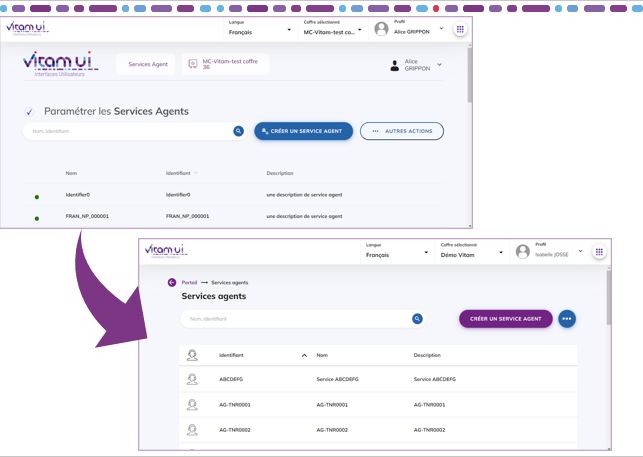 vitam ui
Langue
Français
Coffre sélectionné
MC-Vitam-test co...
Profil
Alice GRIPPON
vitam ui
Interfaces Utilisateurs
Services Agent
MC-Vitam-test coffre
36
Alice
GRIPPON
Paramétrer les Services Agents
Nom, Identifiant
CRÉER UN SERVICE AGENT
AUTRES ACTIONS
Nom
Identifiant
Description
Identifier0
Identifier0
une description de service agent
FRAN_NP_000001
FRAN_NP_000001
une description de service agent
vitam ui
Langue
Français
Coffre sélectionné
Démo Vitam
Profil
Isabelle JOSSE
Portail → Services agents
Services agents
Nom, Identifiant
CRÉER UN SERVICE AGENT
Identifiant
Nom
Description
ABCDEFG
Service ABCDEFG
Service ABCDEFG
AG-TNR0001
AG-TNR0001
AG-TNR0001
AG-TNR0002
AG-TNR0002
AG-TNR0002